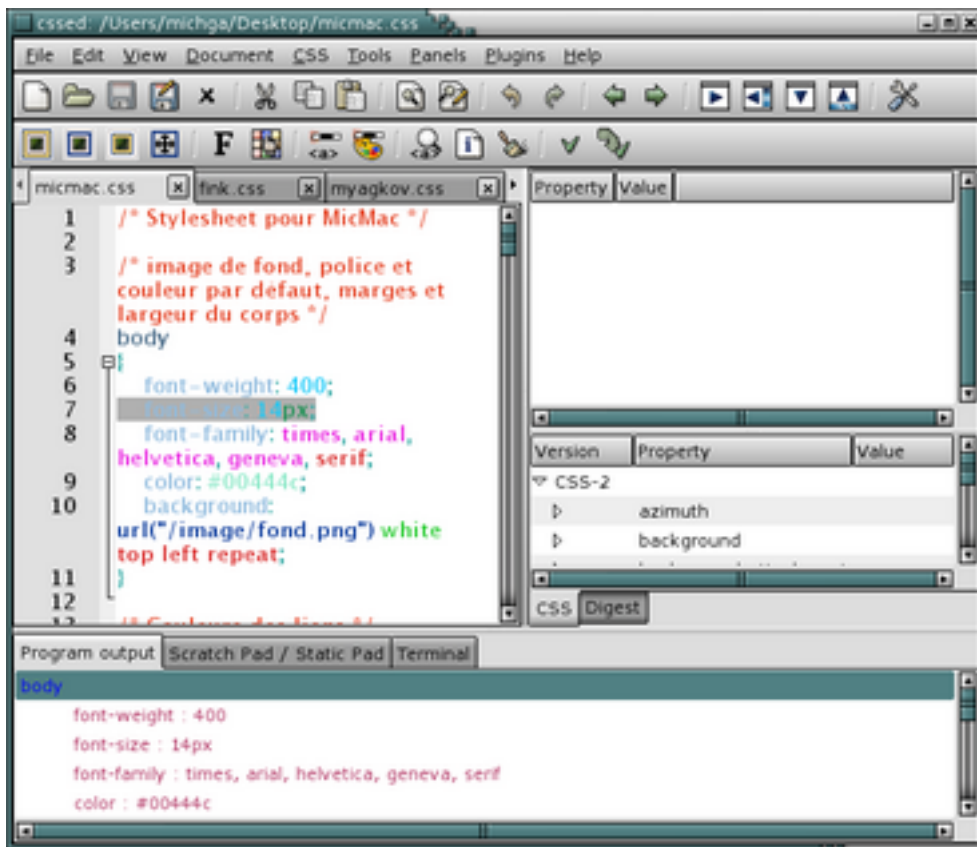 cssed: /Users/michga/Desktop/micmac.css
File Edit View Document CSS Tools Panels Plugins Help
F
<a> <a> i
micmac.css fink.css myagkov.css
1 /* Stylesheet pour MicMac */
2
3 /* image de fond, police et
couleur par défaut, marges et
largeur du corps */
4 body
5 {
6 font-weight: 400;
7 font-size: 14px;
8 font-family: times, arial,
helvetica, geneva, serif;
9 color: #00444c;
10 background:
url("/image/fond.png") white
top left repeat;
11 }
12
13 /* Couleurs des liens */
Property Value
Version Property Value
CSS-2
azimuth
background
CSS Digest
Program output Scratch Pad / Static Pad Terminal
body
font-weight : 400
font-size : 14px
font-family : times, arial, helvetica, geneva, serif
color : #00444c